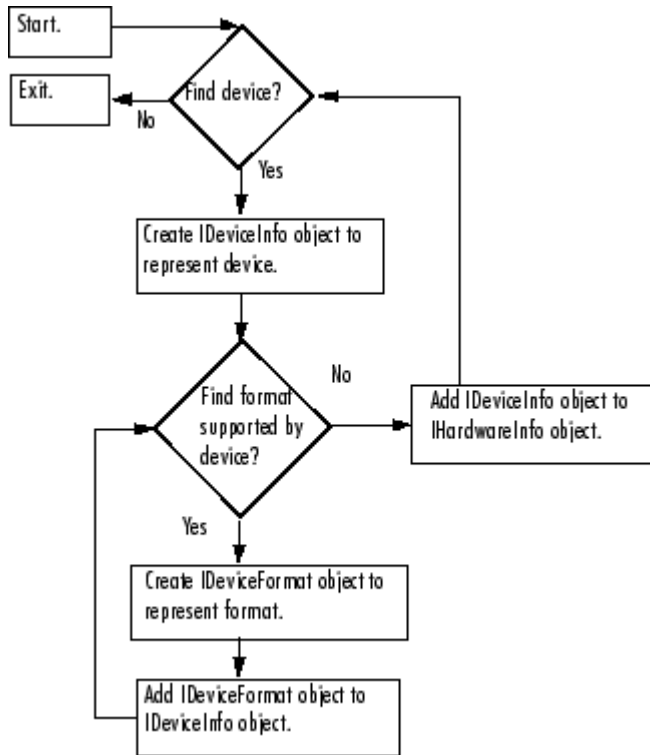 Start.
Exit.
Find device?
No
Yes
Create IDeviceInfo object to
represent device.
Find format
supported by
device?
No
Add IDeviceInfo object to
IHardwareInfo object.
Yes
Create IDeviceFormat object to
represent format.
Add IDeviceFormat object to
IDeviceInfo object.